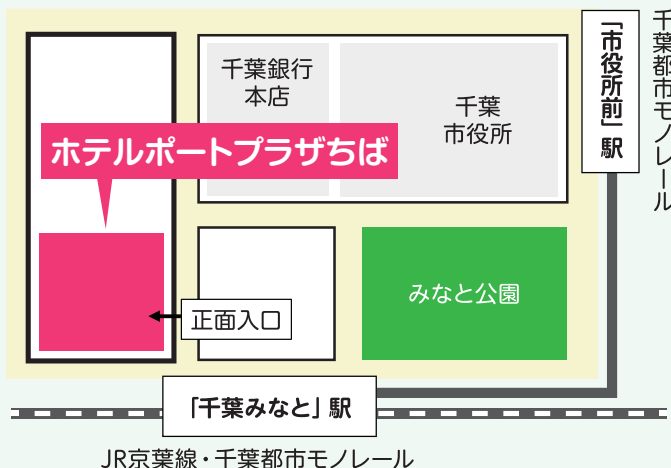 千葉銀行
本店
千葉
市役所
「市役所前」駅
千葉都市モノレール
ホテルポートプラザちば
みなと公園
正面入口
「千葉みなと」駅
JR京葉線・千葉都市モノレール